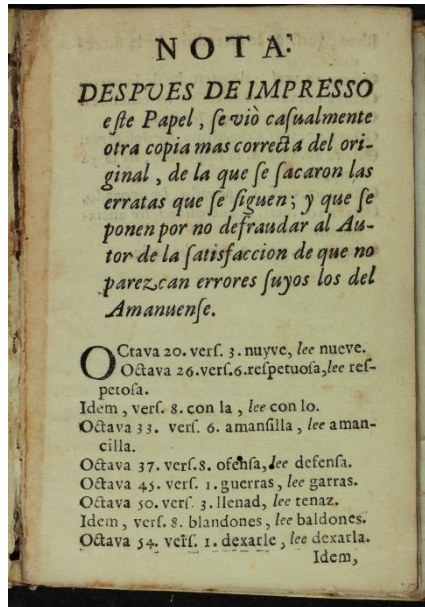 NOTA:
DESPUES DE IMPRESSO
eſte Papel, ſe viò caſualmente
otra copia mas correcta del ori-
ginal, de la que ſe ſacaron las
erratas que ſe ſiguen; y que ſe
ponen por no defraudar al Au-
tor de la ſatisfaccion de que no
parezcan errores ſuyos los del
Amanuenſe.
OCtava 20. verſ. 3. nuyve, lee nueve.
Octava 26. verſ. 6. reſpetuoſa, lee reſ-
petoſa.
Idem, verſ. 8. con la, lee con lo.
Octava 33. verſ. 6. amanſilla, lee aman-
cilla.
Octava 37. verſ. 8. ofenſa, lee defenſa.
Octava 45. verſ. 1. guerras, lee garras.
Octava 50. verſ. 3. llenad, lee tenaz.
Idem, verſ. 8. blandones, lee baldones.
Octava 54. verſ. 1. dexarle, lee dexarla.
Idem,